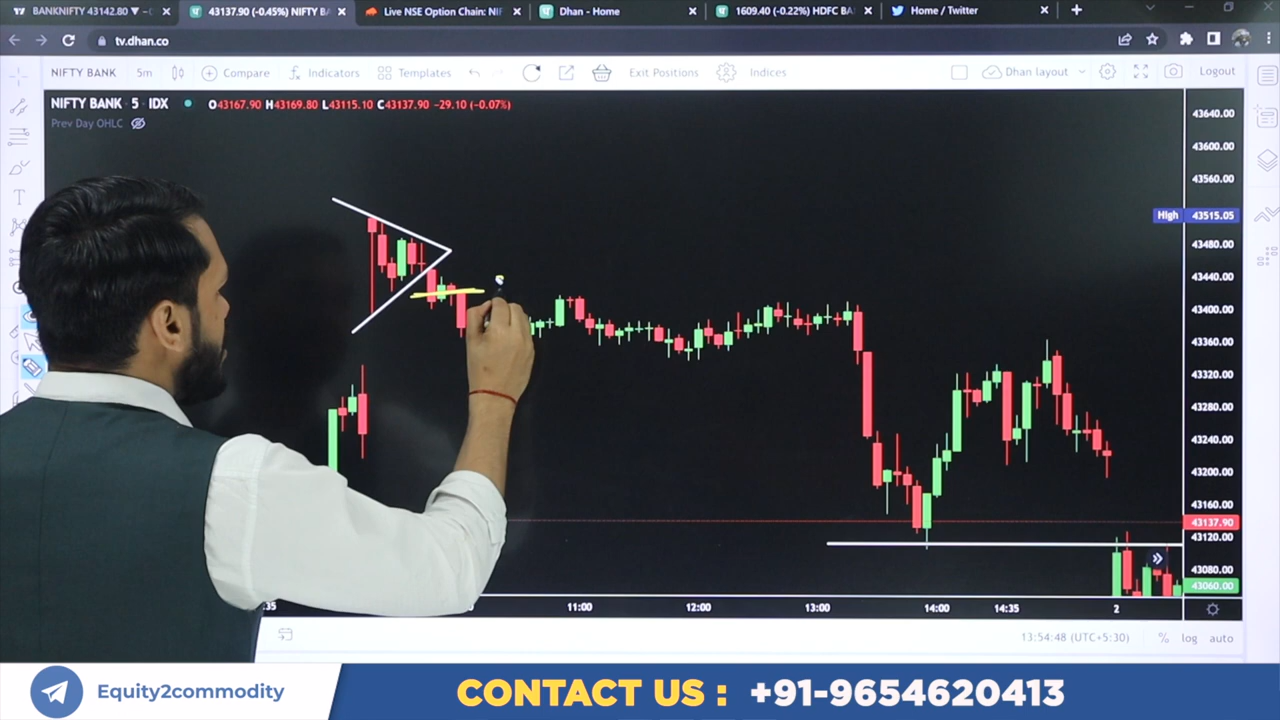 BANKNIFTY 43142.80 ▼ −
43137.90 (-0.45%) NIFTY BA
Live NSE Option Chain: NIF
Dhan - Home
1609.40 (-0.22%) HDFC BA
Home / Twitter
tv.dhan.co
NIFTY BANK 5m Compare Indicators Templates Exit Positions Indices Dhan layout Logout
NIFTY BANK · 5 · IDX O43167.90 H43169.80 L43115.10 C43137.90 −29.10 (−0.07%)
Prev Day OHLC
43640.00
43600.00
43560.00
High 43515.05
43480.00
43440.00
43400.00
43360.00
43320.00
43280.00
43240.00
43200.00
43160.00
43137.90
43120.00
43080.00
43060.00
:35 11:00 12:00 13:00 14:00 14:35 2
13:54:48 (UTC+5:30) % log auto
Equity2commodity
CONTACT US : +91-9654620413